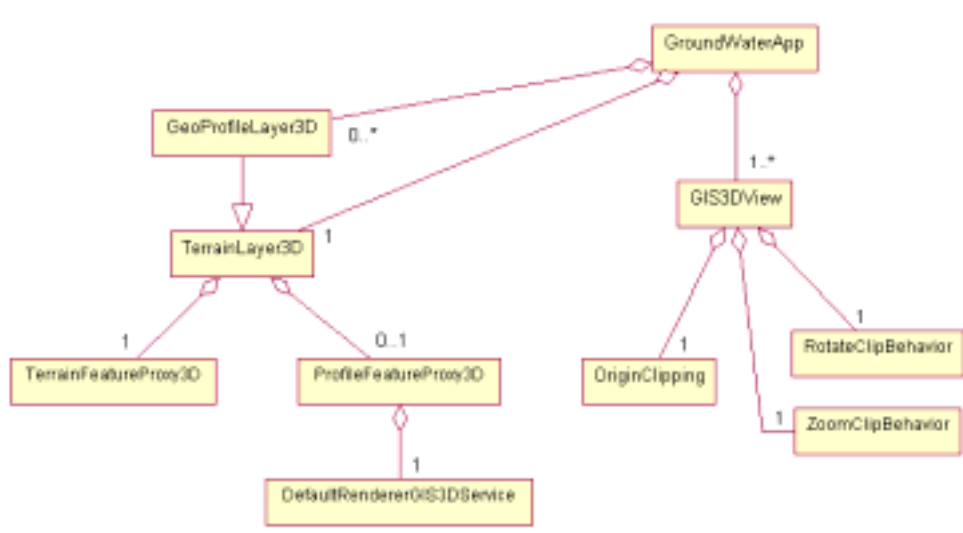 GroundWaterApp
GeoProfileLayer3D
0..*
1..*
GIS3DView
TerrainLayer3D
1
1
0..1
1
1
RotateClipBehavior
TerrainFeatureProxy3D
ProfileFeatureProxy3D
OriginClipping
1
ZoomClipBehavior
1
DefaultRendererGIS3DService